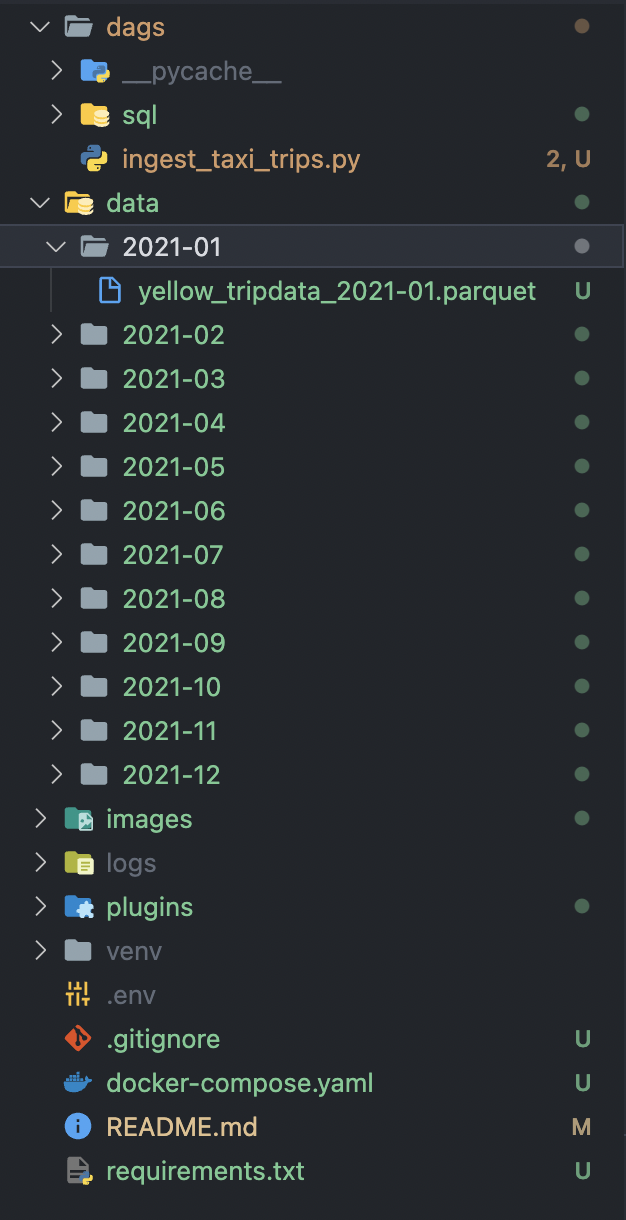 dags
__pycache__
sql
ingest_taxi_trips.py 2, U
data
2021-01
yellow_tripdata_2021-01.parquet U
2021-02
2021-03
2021-04
2021-05
2021-06
2021-07
2021-08
2021-09
2021-10
2021-11
2021-12
images
logs
plugins
venv
.env
.gitignore U
docker-compose.yaml U
README.md M
requirements.txt U